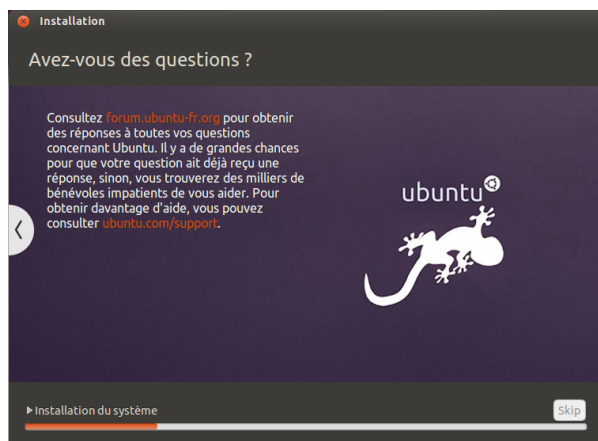 Installation
Avez-vous des questions ?
Consultez forum.ubuntu-fr.org pour obtenir
des réponses à toutes vos questions
concernant Ubuntu. Il y a de grandes chances
pour que votre question ait déjà reçu une
réponse, sinon, vous trouverez des milliers de
bénévoles impatients de vous aider. Pour
obtenir davantage d'aide, vous pouvez
consulter ubuntu.com/support.
ubuntu
Installation du système
Skip